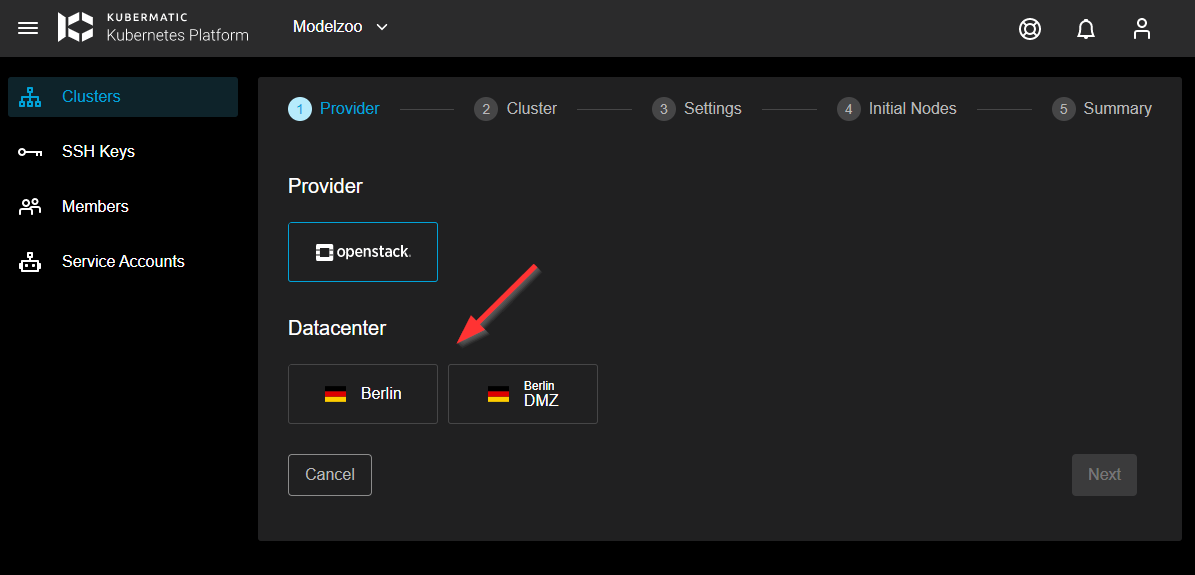 KUBERMATIC
Kubernetes Platform
Modelzoo
Clusters
SSH Keys
Members
Service Accounts
1 Provider 2 Cluster 3 Settings 4 Initial Nodes 5 Summary
Provider
openstack.
Datacenter
Berlin
Berlin
DMZ
Cancel
Next